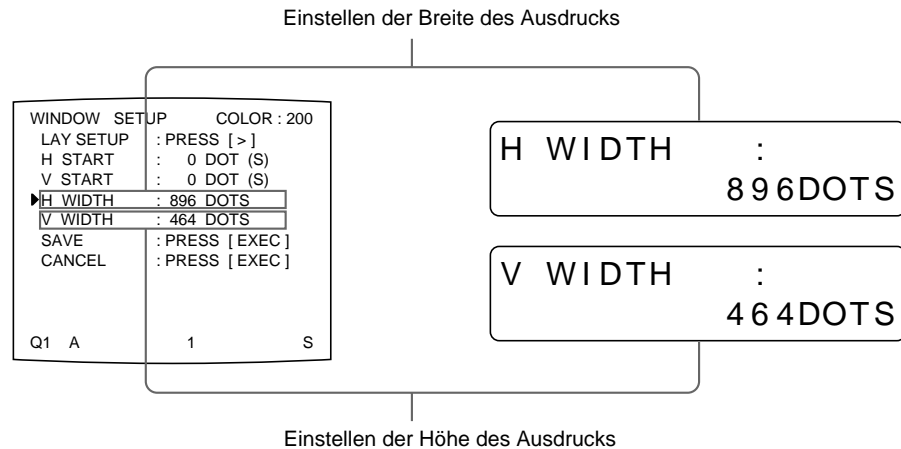 Einstellen der Breite des Ausdrucks
WINDOW SETUP COLOR : 200
LAY SETUP : PRESS [ > ]
H START : 0 DOT (S)
V START : 0 DOT (S)
H WIDTH : 896 DOTS
V WIDTH : 464 DOTS
SAVE : PRESS [ EXEC ]
CANCEL : PRESS [ EXEC ]
Q1 A 1 S
H WIDTH :
896DOTS
V WIDTH :
464DOTS
Einstellen der Höhe des Ausdrucks